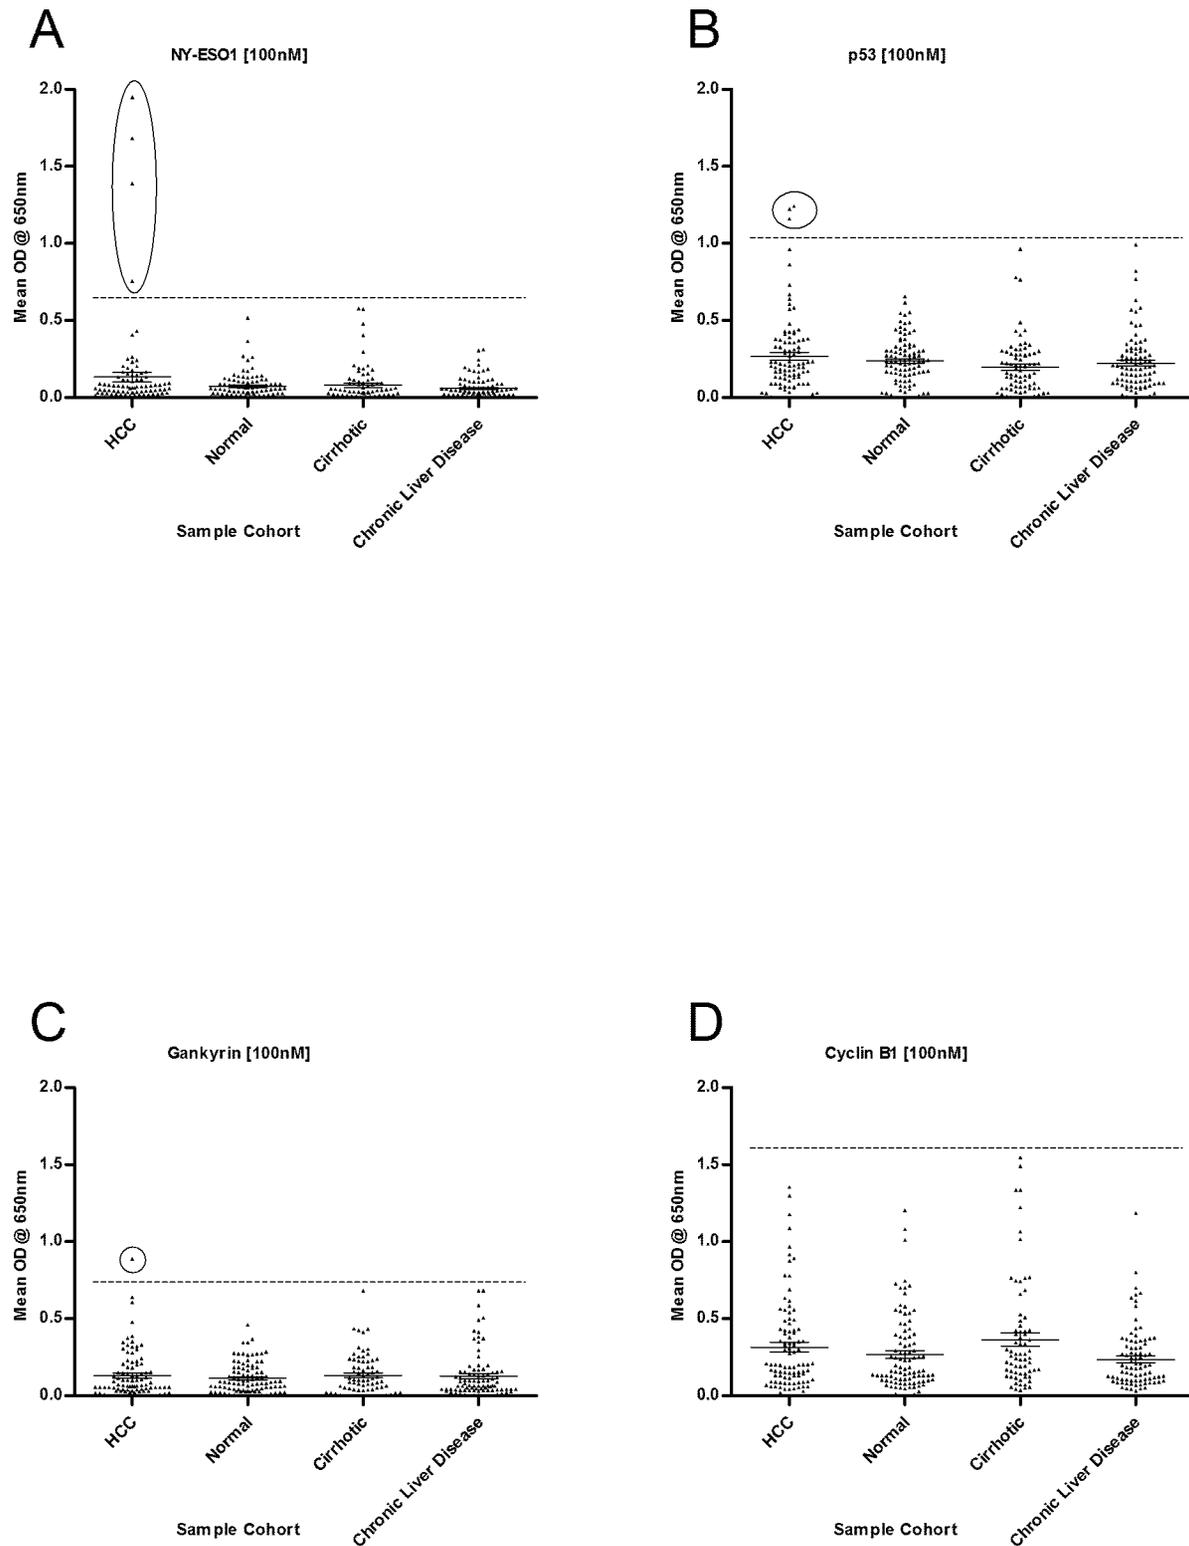 A
NY-ESO1 [100nM]
Mean OD @ 650nm
2.0
1.5
1.0
0.5
0.0
HCC
Normal
Cirrhotic
Chronic Liver Disease
Sample Cohort
B
p53 [100nM]
Mean OD @ 650nm
2.0
1.5
1.0
0.5
0.0
HCC
Normal
Cirrhotic
Chronic Liver Disease
Sample Cohort
C
Gankyrin [100nM]
Mean OD @ 650nm
2.0
1.5
1.0
0.5
0.0
HCC
Normal
Cirrhotic
Chronic Liver Disease
Sample Cohort
D
Cyclin B1 [100nM]
Mean OD @ 650nm
2.0
1.5
1.0
0.5
0.0
HCC
Normal
Cirrhotic
Chronic Liver Disease
Sample Cohort